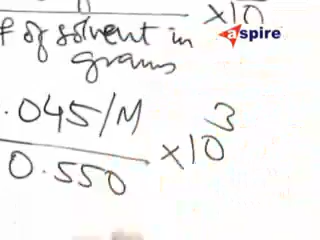 ×10
of solvent in
aspire
grams
.045/M
0.550 ×10³